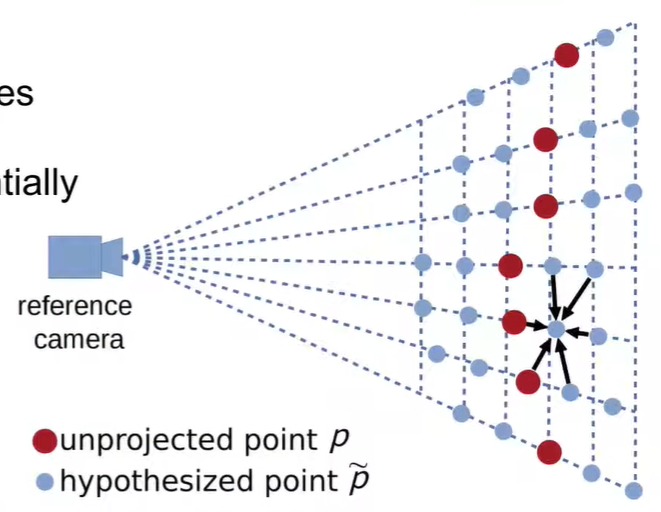 es
tially
reference
camera
unprojected point p
hypothesized point p̃